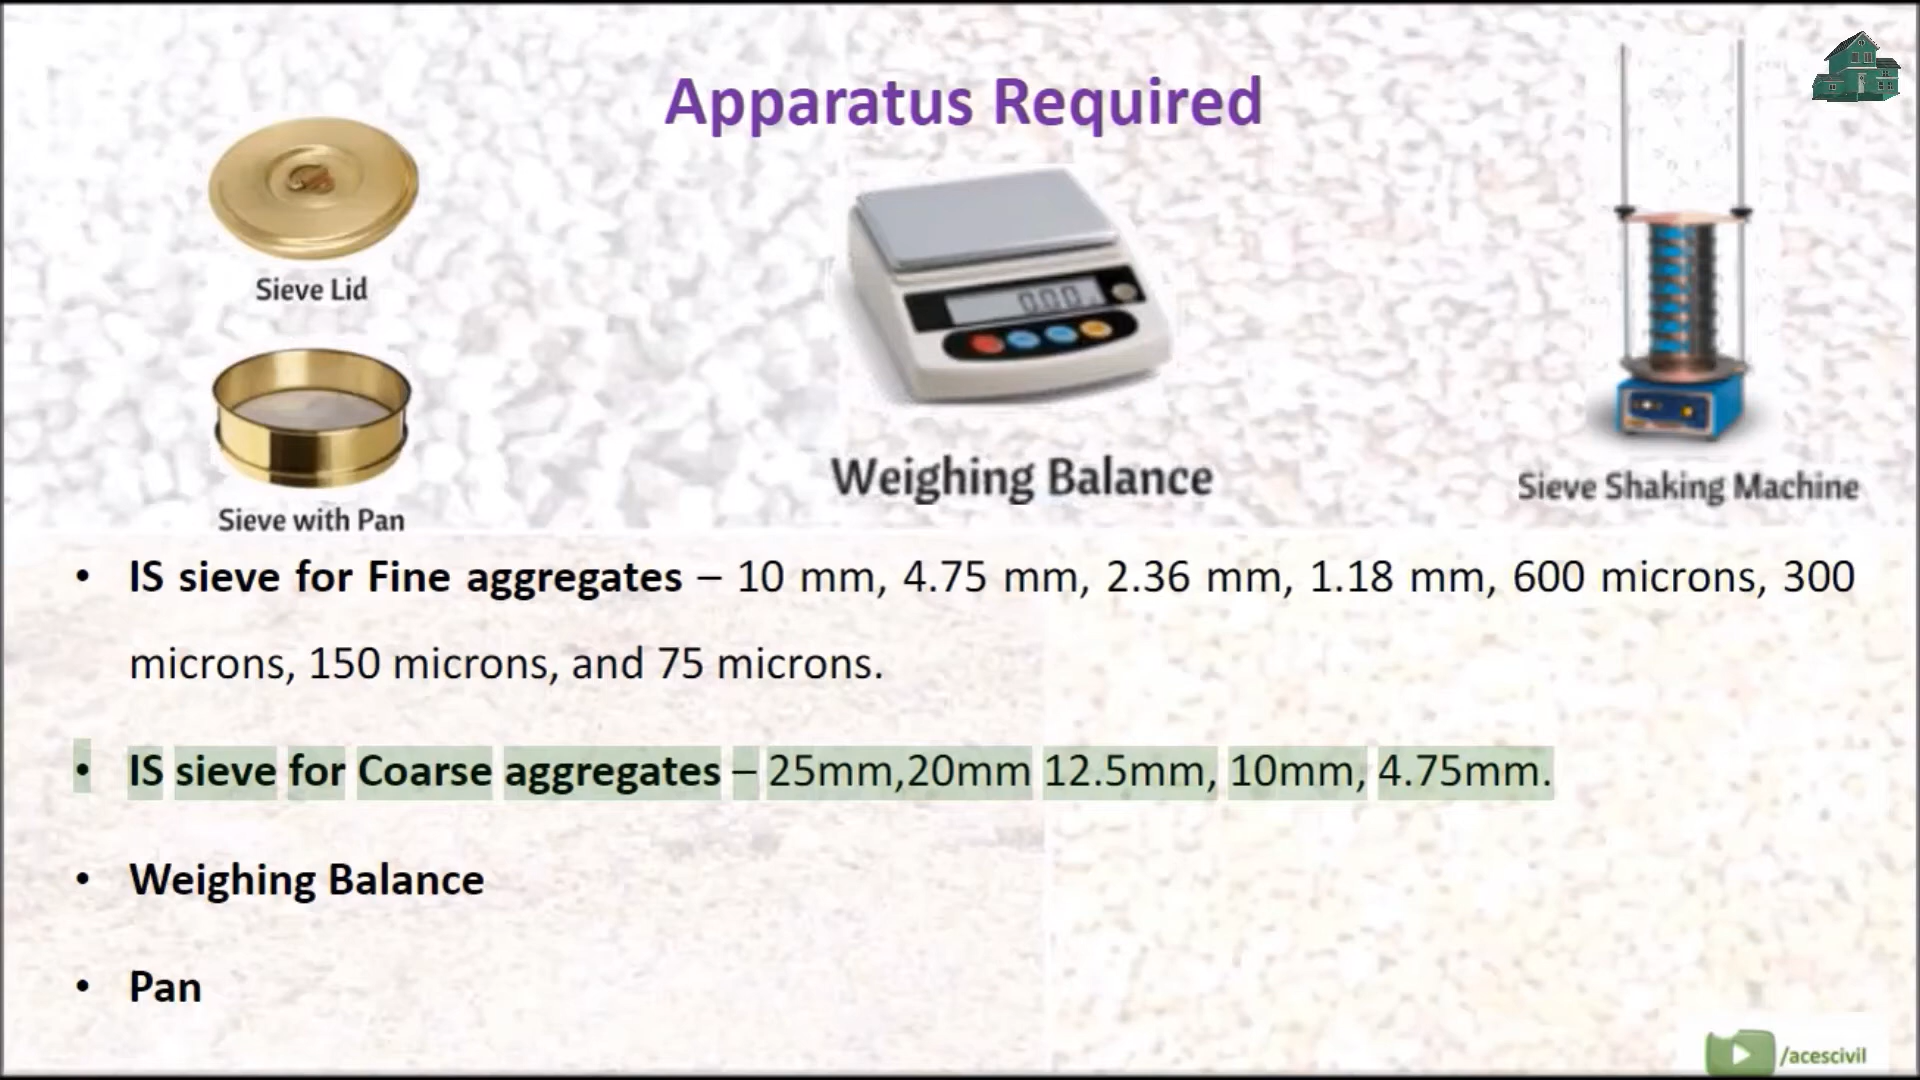 Apparatus Required
Sieve Lid
Sieve with Pan
000
Weighing Balance
Sieve Shaking Machine
• IS sieve for Fine aggregates – 10 mm, 4.75 mm, 2.36 mm, 1.18 mm, 600 microns, 300
microns, 150 microns, and 75 microns.
• IS sieve for Coarse aggregates – 25mm,20mm 12.5mm, 10mm, 4.75mm.
• Weighing Balance
• Pan
/acescivil